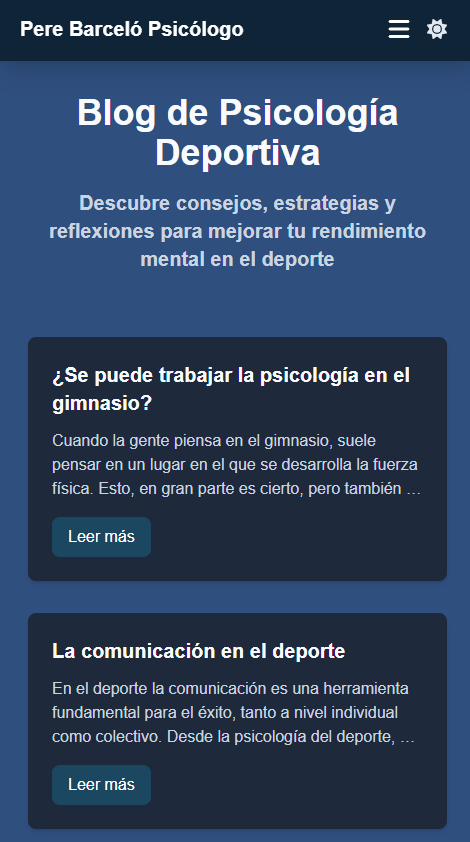 Pere Barceló Psicólogo
Blog de Psicología
Deportiva
Descubre consejos, estrategias y
reflexiones para mejorar tu rendimiento
mental en el deporte
¿Se puede trabajar la psicología en el
gimnasio?
Cuando la gente piensa en el gimnasio, suele
pensar en un lugar en el que se desarrolla la fuerza
física. Esto, en gran parte es cierto, pero también …
Leer más
La comunicación en el deporte
En el deporte la comunicación es una herramienta
fundamental para el éxito, tanto a nivel individual
como colectivo. Desde la psicología del deporte, …
Leer más